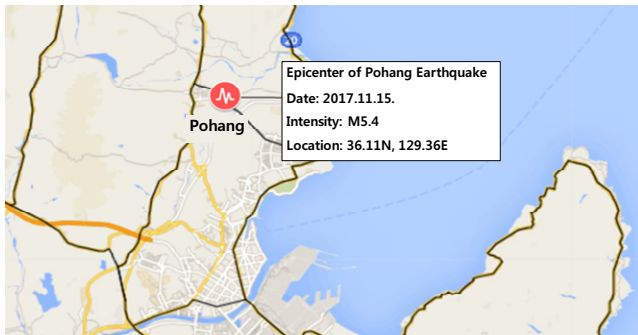 Epicenter of Pohang Earthquake
Date: 2017.11.15.
Intensity: M5.4
Location: 36.11N, 129.36E
Pohang